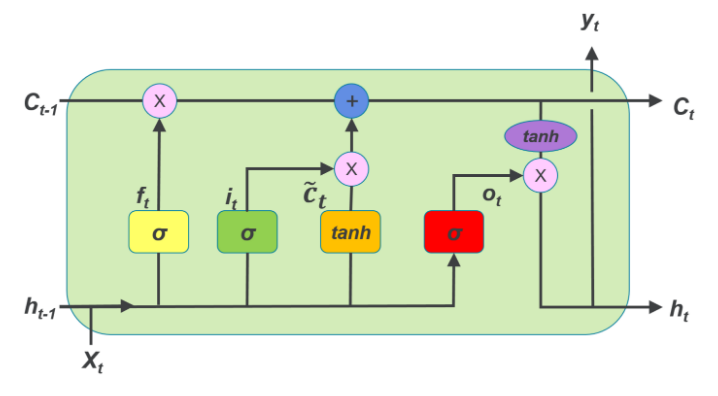 yt
Ct-1
X
+
Ct
tanh
X
X
ft
it
c̃t
ot
σ
σ
tanh
σ
ht-1
ht
Xt